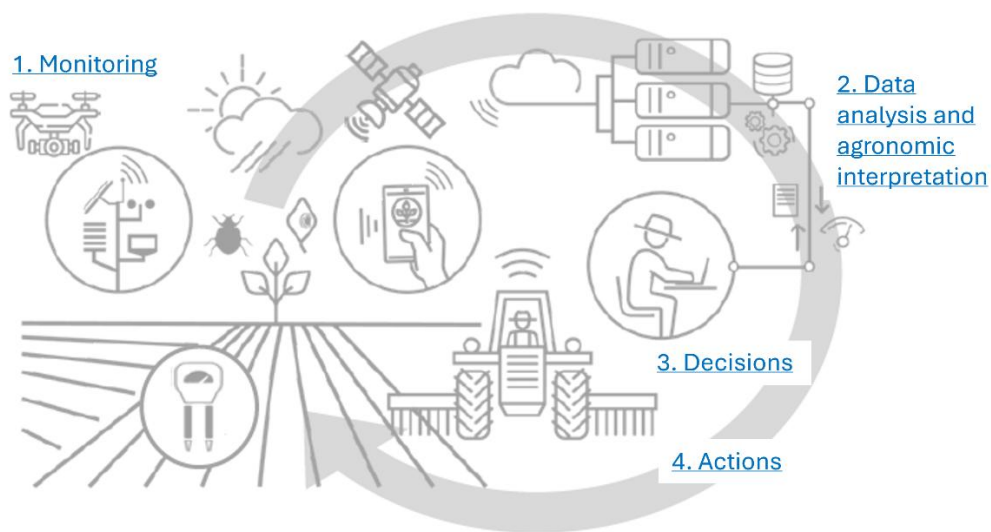 1. Monitoring
2. Data
analysis and
agronomic
interpretation
3. Decisions
4. Actions